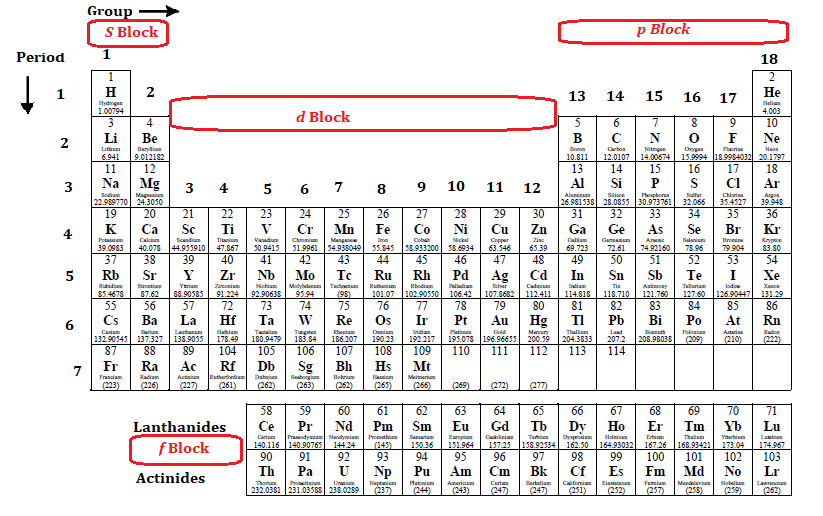 Group
S Block
p Block
Period
1
18
1 2
H He
Hydrogen Helium
1.00794 4.003
1
2
13 14 15 16 17
d Block
3 4 5 6 7 8 9 10
Li Be B C N O F Ne
Lithium Beryllium Boron Carbon Nitrogen Oxygen Fluorine Neon
6.941 9.012182 10.811 12.0107 14.00674 15.9994 18.9984032 20.1797
2
11 12 13 14 15 16 17 18
Na Mg Al Si P S Cl Ar
Sodium Magnesium Aluminum Silicon Phosphorus Sulfur Chlorine Argon
22.989770 24.3050 26.981538 28.0855 30.973761 32.066 35.4527 39.948
3
3 4 5 6 7 8 9 10 11 12
19 20 21 22 23 24 25 26 27 28 29 30 31 32 33 34 35 36
4 K Ca Sc Ti V Cr Mn Fe Co Ni Cu Zn Ga Ge As Se Br Kr
Potassium Calcium Scandium Titanium Vanadium Chromium Manganese Iron Cobalt Nickel Copper Zinc Gallium Germanium Arsenic Selenium Bromine Krypton
39.0983 40.078 44.955910 47.867 50.9415 51.9961 54.938049 55.845 58.933200 58.6934 63.546 65.39 69.723 72.61 74.92160 78.96 79.904 83.80
37 38 39 40 41 42 43 44 45 46 47 48 49 50 51 52 53 54
5 Rb Sr Y Zr Nb Mo Tc Ru Rh Pd Ag Cd In Sn Sb Te I Xe
Rubidium Strontium Yttrium Zirconium Niobium Molybdenum Technetium Ruthenium Rhodium Palladium Silver Cadmium Indium Tin Antimony Tellurium Iodine Xenon
85.4678 87.62 88.90585 91.224 92.90638 95.94 (98) 101.07 102.90550 106.42 107.8682 112.411 114.818 118.710 121.760 127.60 126.90447 131.29
55 56 57 72 73 74 75 76 77 78 79 80 81 82 83 84 85 86
6 Cs Ba La Hf Ta W Re Os Ir Pt Au Hg Tl Pb Bi Po At Rn
Cesium Barium Lanthanum Hafnium Tantalum Tungsten Rhenium Osmium Iridium Platinum Gold Mercury Thallium Lead Bismuth Polonium Astatine Radon
132.90545 137.327 138.9055 178.49 180.9479 183.84 186.207 190.23 192.217 195.078 196.96655 200.59 204.3833 207.2 208.98038 (209) (210) (222)
87 88 89 104 105 106 107 108 109 110 111 112 113 114
7 Fr Ra Ac Rf Db Sg Bh Hs Mt
Francium Radium Actinium Rutherfordium Dubnium Seaborgium Bohrium Hassium Meitnerium
(223) (226) (227) (261) (262) (263) (262) (265) (266) (269) (272) (277)
58 59 60 61 62 63 64 65 66 67 68 69 70 71
Lanthanides Ce Pr Nd Pm Sm Eu Gd Tb Dy Ho Er Tm Yb Lu
Cerium Praseodymium Neodymium Promethium Samarium Europium Gadolinium Terbium Dysprosium Holmium Erbium Thulium Ytterbium Lutetium
140.116 140.90765 144.24 (145) 150.36 151.964 157.25 158.92534 162.50 164.93032 167.26 168.93421 173.04 174.967
f Block
90 91 92 93 94 95 96 97 98 99 100 101 102 103
Th Pa U Np Pu Am Cm Bk Cf Es Fm Md No Lr
Actinides
Thorium Protactinium Uranium Neptunium Plutonium Americium Curium Berkelium Californium Einsteinium Fermium Mendelevium Nobelium Lawrencium
232.0381 231.03588 238.0289 (237) (244) (243) (247) (247) (251) (252) (257) (258) (259) (262)